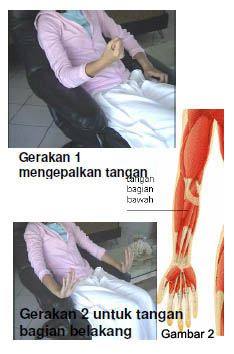 Gerakan 1
mengepalkan tangan
tangan
bagian
bawah
Gerakan 2 untuk tangan
bagian belakang
Gambar 2